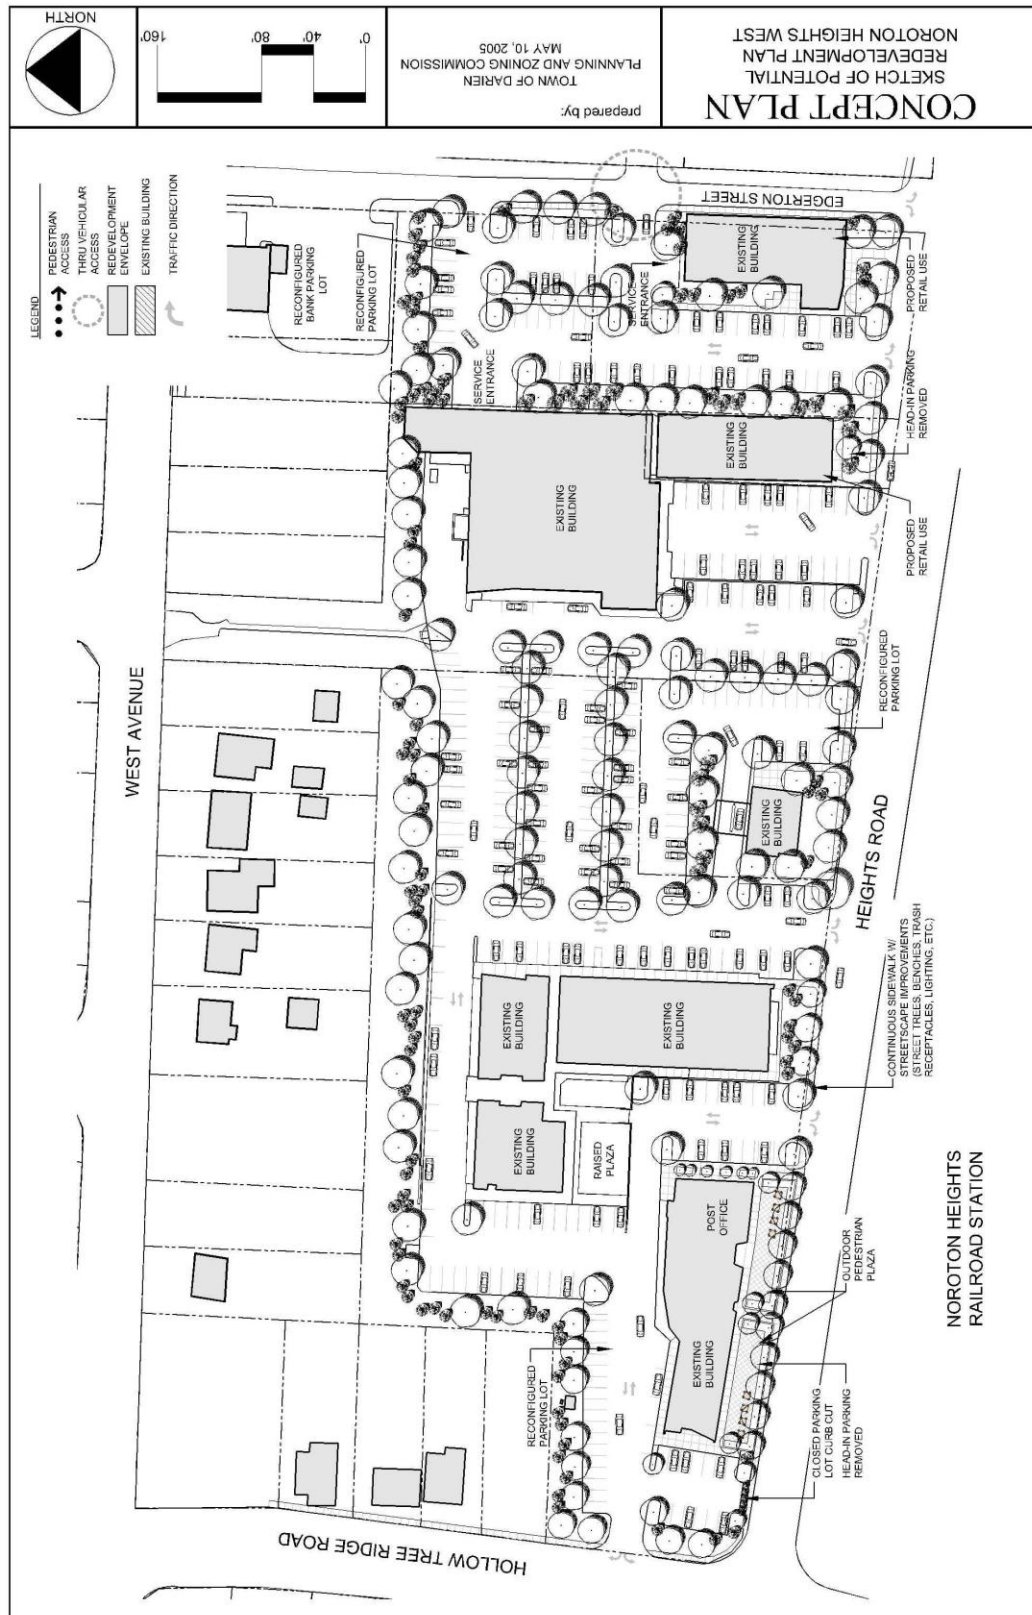 NORTH
160'
80'
40'
0'
prepared by:
TOWN OF DARIEN
PLANNING AND ZONING COMMISSION
MAY 10, 2005
CONCEPT PLAN
SKETCH OF POTENTIAL
REDEVELOPMENT PLAN
NOROTON HEIGHTS WEST
LEGEND
PEDESTRIAN
ACCESS
THRU VEHICULAR
ACCESS
REDEVELOPMENT
ENVELOPE
EXISTING BUILDING
TRAFFIC DIRECTION
RECONFIGURED
BANK PARKING
LOT
RECONFIGURED
PARKING LOT
SERVICE
ENTRANCE
SERVICE
ENTRANCE
EDGERTON STREET
EXISTING
BUILDING
PROPOSED
RETAIL USE
HEAD-IN PARKING
REMOVED
EXISTING
BUILDING
EXISTING
BUILDING
PROPOSED
RETAIL USE
WEST AVENUE
RECONFIGURED
PARKING LOT
EXISTING
BUILDING
HEIGHTS ROAD
CONTINUOUS SIDEWALK W/
STREETSCAPE IMPROVEMENTS
(STREET TREES, BENCHES, TRASH
RECEPTACLES, LIGHTING, ETC.)
EXISTING
BUILDING
EXISTING
BUILDING
EXISTING
BUILDING
RAISED
PLAZA
POST
OFFICE
EXISTING
BUILDING
OUTDOOR
PEDESTRIAN
PLAZA
NOROTON HEIGHTS
RAILROAD STATION
RECONFIGURED
PARKING LOT
CLOSED PARKING
LOT CURB CUT
HEAD-IN PARKING
REMOVED
HOLLOW TREE RIDGE ROAD